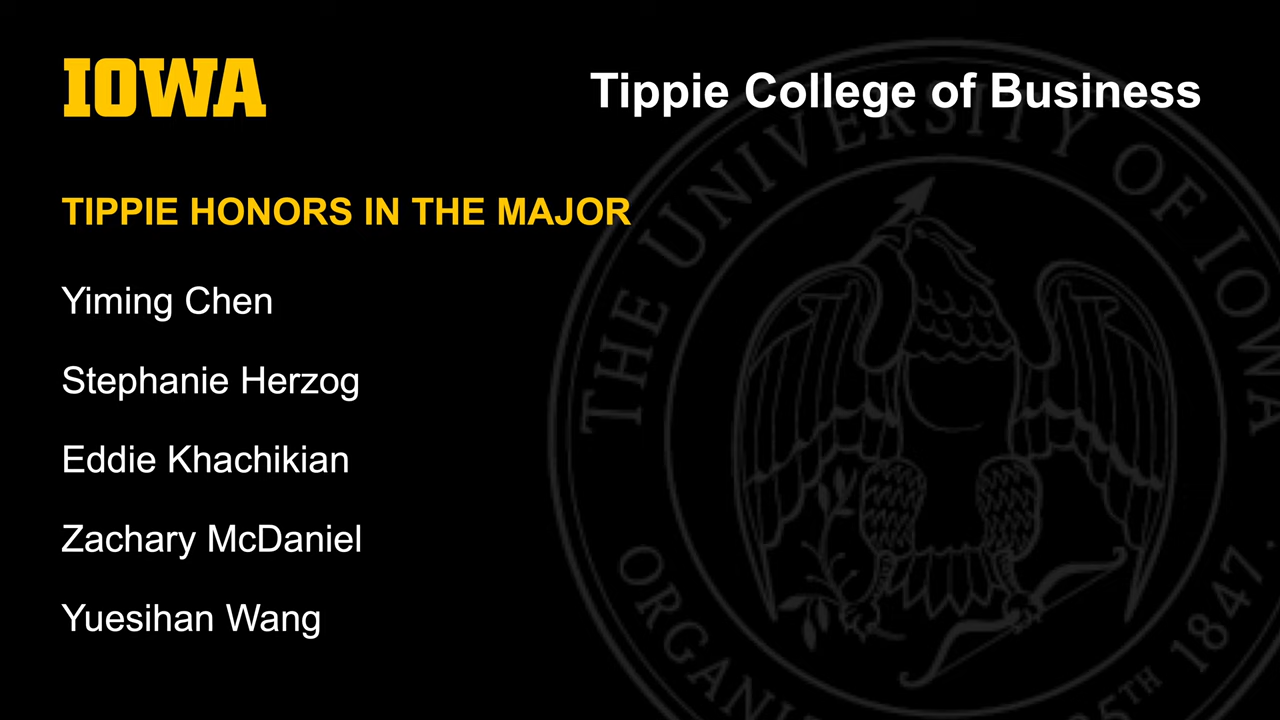 IOWA
Tippie College of Business
TIPPIE HONORS IN THE MAJOR
Yiming Chen
Stephanie Herzog
Eddie Khachikian
Zachary McDaniel
Yuesihan Wang
THE UNIVERSITY OF IOWA
1847.